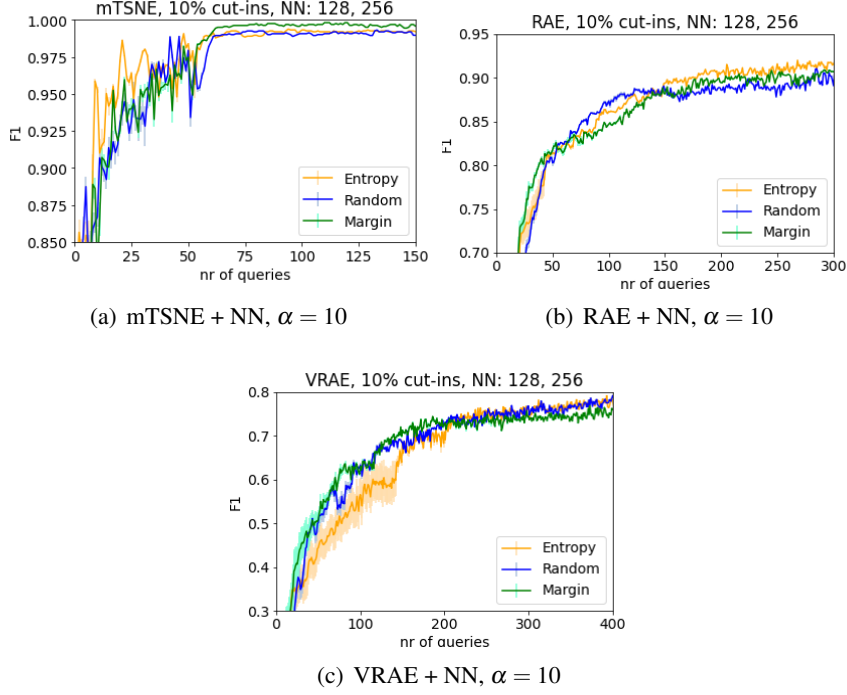 mTSNE, 10% cut-ins, NN: 128, 256
1.000
0.975
0.950
0.925
0.900
0.875
0.850
F1
0 25 50 75 100 125 150
nr of queries
Entropy
Random
Margin
(a) mTSNE + NN, α = 10
RAE, 10% cut-ins, NN: 128, 256
0.95
0.90
0.85
0.80
0.75
0.70
F1
0 50 100 150 200 250 300
nr of queries
Entropy
Random
Margin
(b) RAE + NN, α = 10
VRAE, 10% cut-ins, NN: 128, 256
0.8
0.7
0.6
0.5
0.4
0.3
F1
0 100 200 300 400
nr of queries
Entropy
Random
Margin
(c) VRAE + NN, α = 10